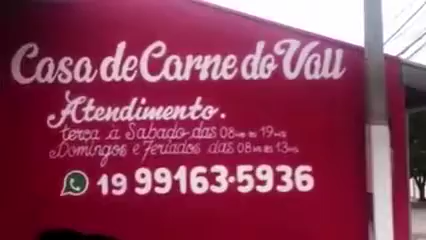 Casa de Carne do Vall
Atendimento.
terça à Sabado das 08hs às 19hs
Domingos e Feriados das 08hs às 13hs
19 99163-5936